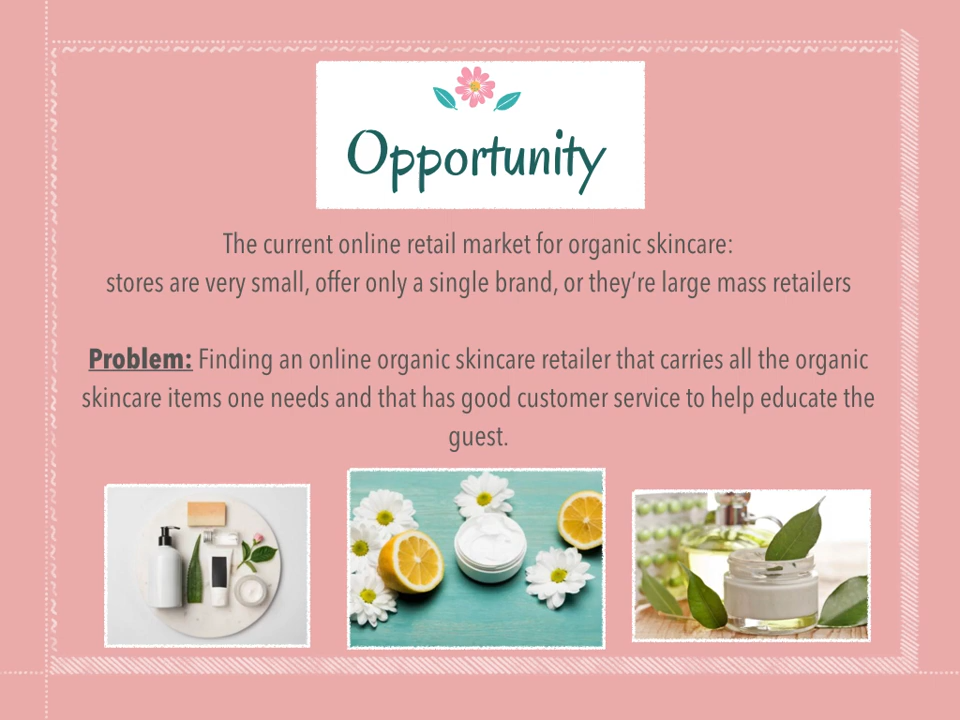 Opportunity
The current online retail market for organic skincare:
stores are very small, offer only a single brand, or they’re large mass retailers
Problem: Finding an online organic skincare retailer that carries all the organic
skincare items one needs and that has good customer service to help educate the
guest.